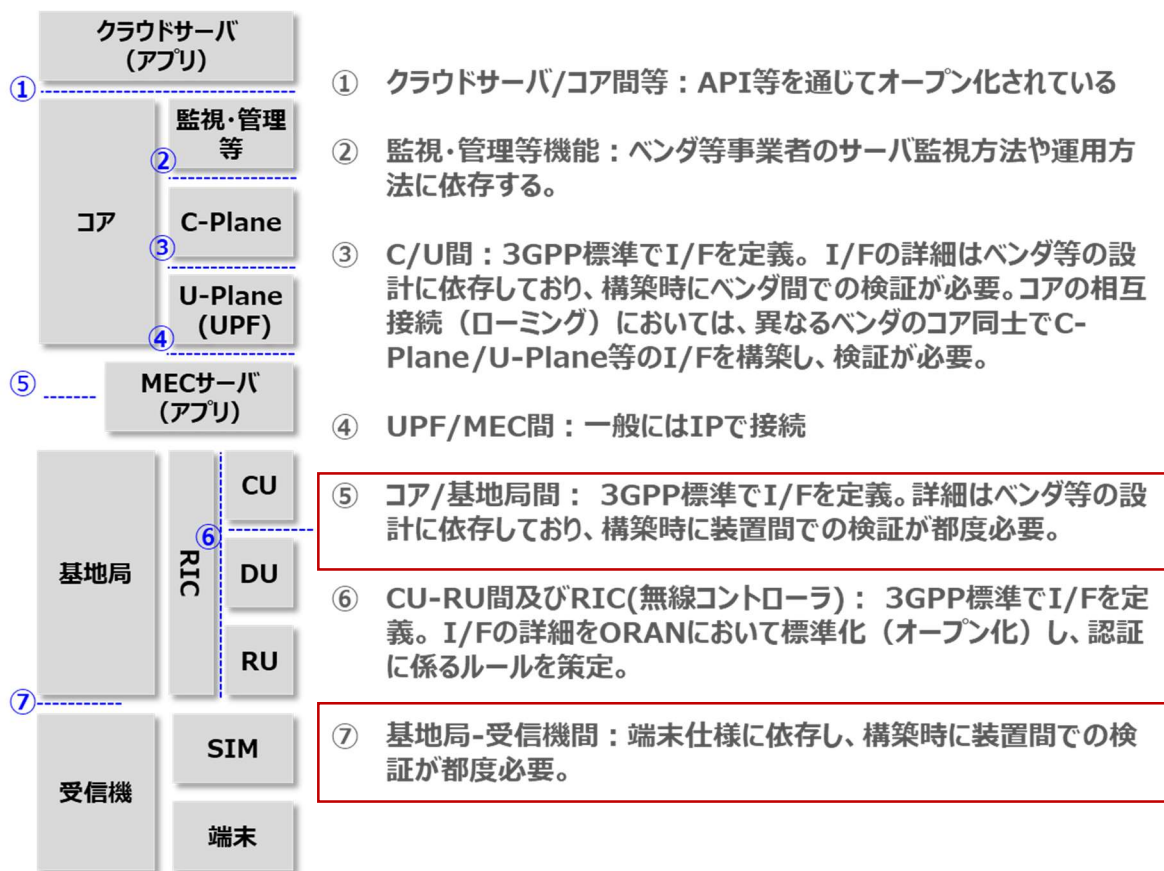 クラウドサーバ
(アプリ)
①
コア
監視・管理
等
②
C-Plane
③
U-Plane
(UPF)
④
⑤
MECサーバ
(アプリ)
基地局
RIC
CU
⑥
DU
RU
⑦
受信機
SIM
端末
① クラウドサーバ/コア間等：API等を通じてオープン化されている
② 監視・管理等機能：ベンダ等事業者のサーバ監視方法や運用方
法に依存する。
③ C/U間：3GPP標準でI/Fを定義。 I/Fの詳細はベンダ等の設
計に依存しており、構築時にベンダ間での検証が必要。コアの相互
接続（ローミング）においては、異なるベンダのコア同士でC-
Plane/U-Plane等のI/Fを構築し、検証が必要。
④ UPF/MEC間：一般にはIPで接続
⑤ コア/基地局間： 3GPP標準でI/Fを定義。詳細はベンダ等の設
計に依存しており、構築時に装置間での検証が都度必要。
⑥ CU-RU間及びRIC(無線コントローラ)： 3GPP標準でI/Fを定
義。I/Fの詳細をORANにおいて標準化（オープン化）し、認証
に係るルールを策定。
⑦ 基地局-受信機間：端末仕様に依存し、構築時に装置間での検
証が都度必要。